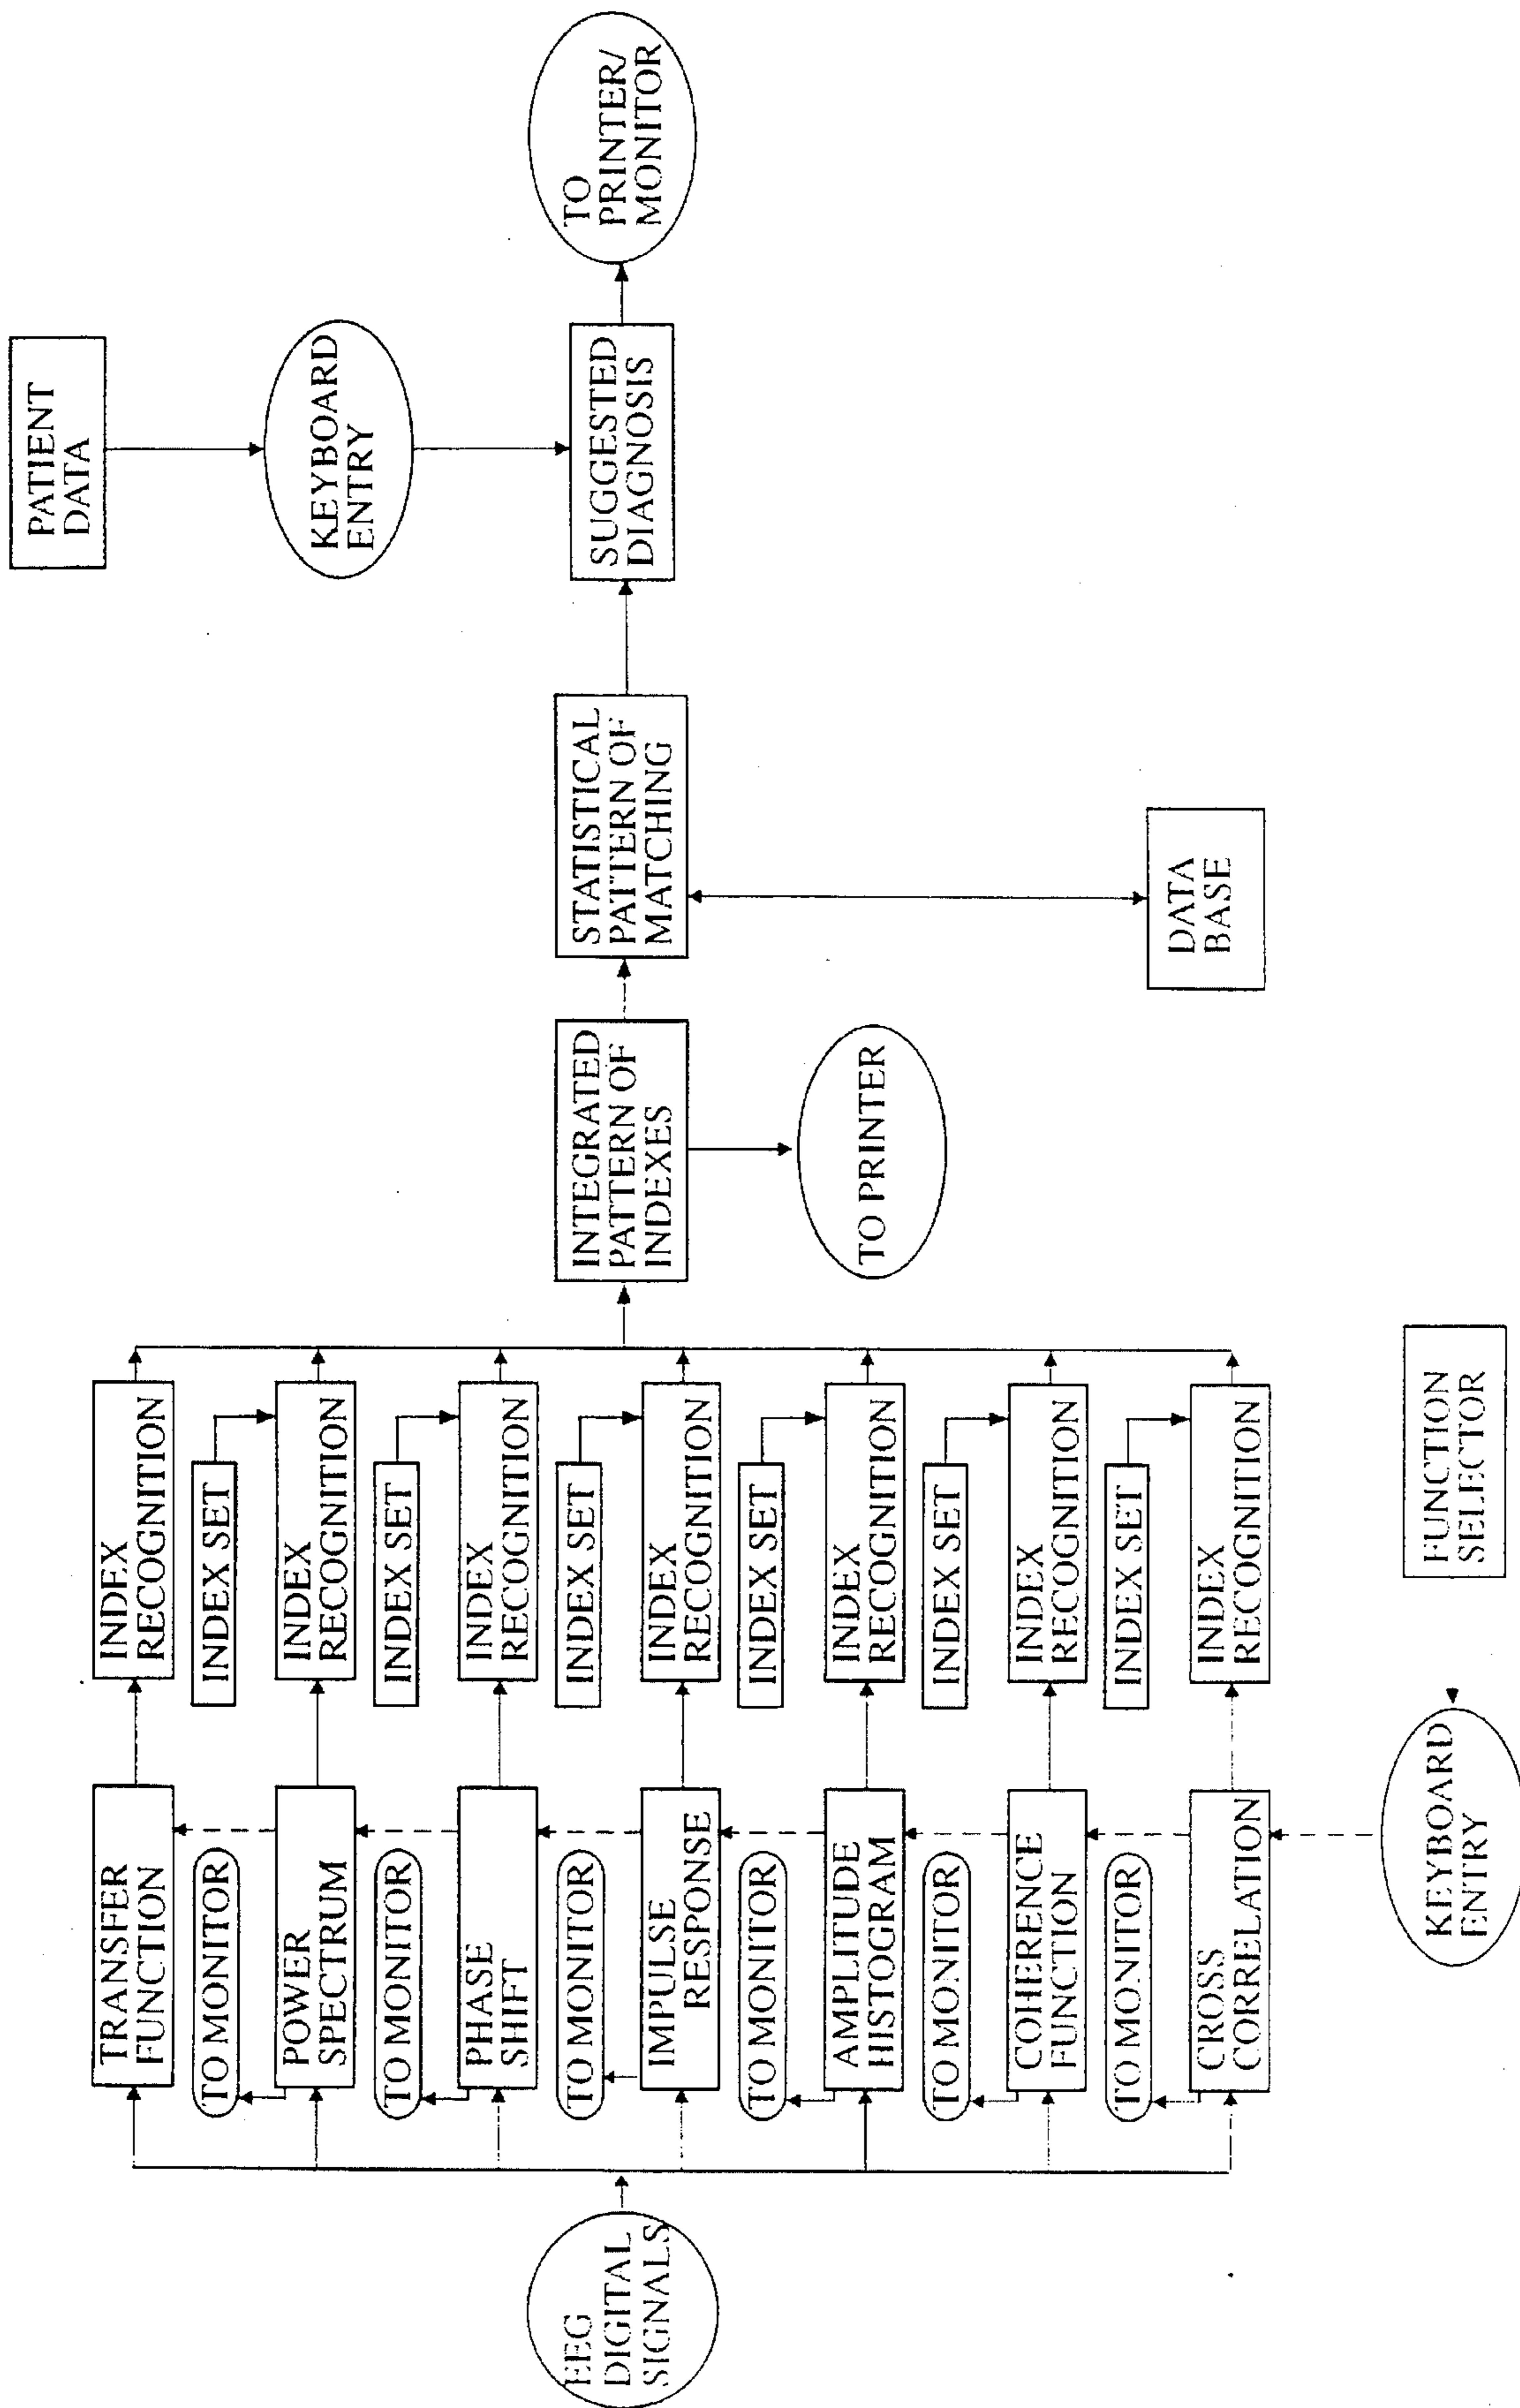 EEG
DIGITAL
SIGNALS
TRANSFER
FUNCTION
TO MONITOR
POWER
SPECTRUM
TO MONITOR
PHASE
SHIFT
TO MONITOR
IMPULSE
RESPONSE
TO MONITOR
AMPLITUDE
HISTOGRAM
TO MONITOR
COHERENCE
FUNCTION
TO MONITOR
CROSS
CORRELATION
KEYBOARD
ENTRY
INDEX
RECOGNITION
INDEX SET
INDEX
RECOGNITION
INDEX SET
INDEX
RECOGNITION
INDEX SET
INDEX
RECOGNITION
INDEX SET
INDEX
RECOGNITION
INDEX SET
INDEX
RECOGNITION
INDEX SET
INDEX
RECOGNITION
FUNCTION
SELECTOR
INTEGRATED
PATTERN OF
INDEXES
TO PRINTER
STATISTICAL
PATTERN OF
MATCHING
DATA
BASE
PATIENT
DATA
KEYBOARD
ENTRY
SUGGESTED
DIAGNOSIS
TO
PRINTER/
MONITOR